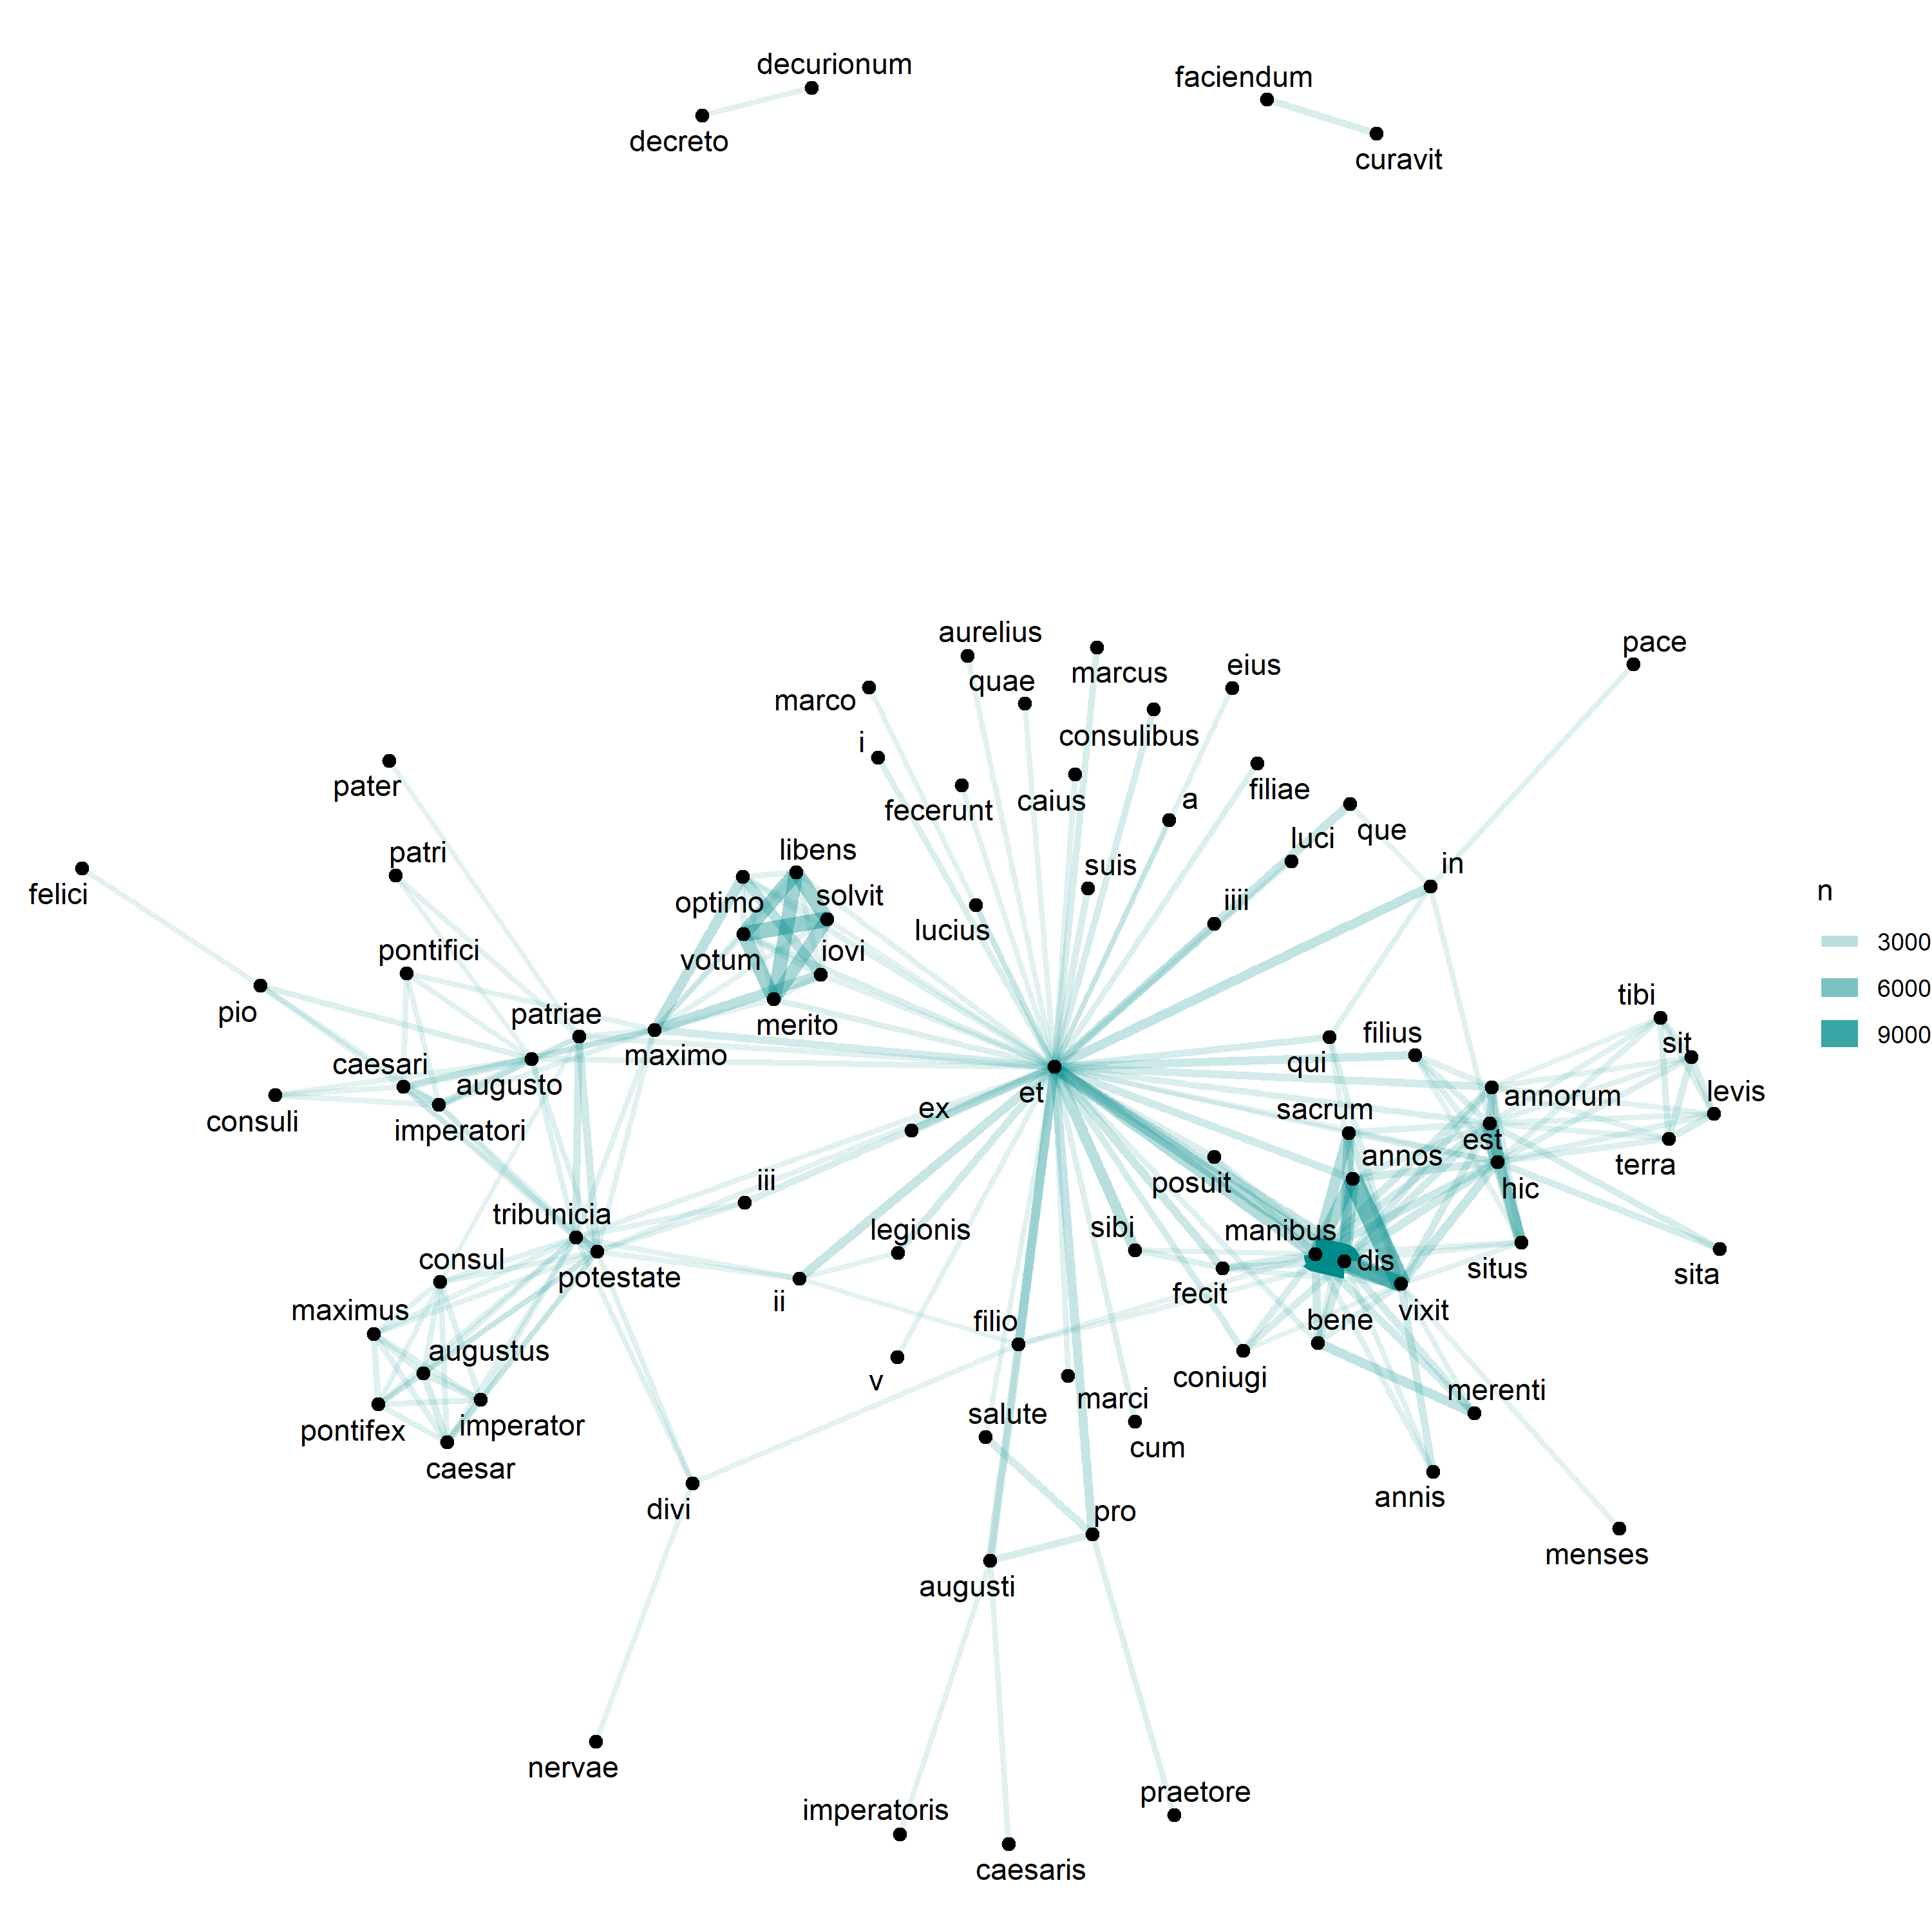 decurionum
faciendum
decreto
curavit
aurelius
pace
eius
marcus
quae
marco
consulibus
i
pater
filiae
a
caius
fecerunt
que
luci
libens
patri
in
suis
felici
solvit
optimo
iiii
n
lucius
3000
pontifici
iovi
votum
6000
tibi
pio
patriae
merito
filius
9000
sit
maximo
qui
caesari
augusto
et
annorum
levis
ex
sacrum
consuli
imperatori
est
annos
terra
iii
posuit
hic
tribunicia
legionis
sibi
manibus
consul
dis
situs
sita
potestate
fecit
ii
maximus
vixit
filio
bene
augustus
v
coniugi
merenti
marci
salute
imperator
pontifex
cum
caesar
annis
divi
pro
menses
augusti
nervae
praetore
imperatoris
caesaris